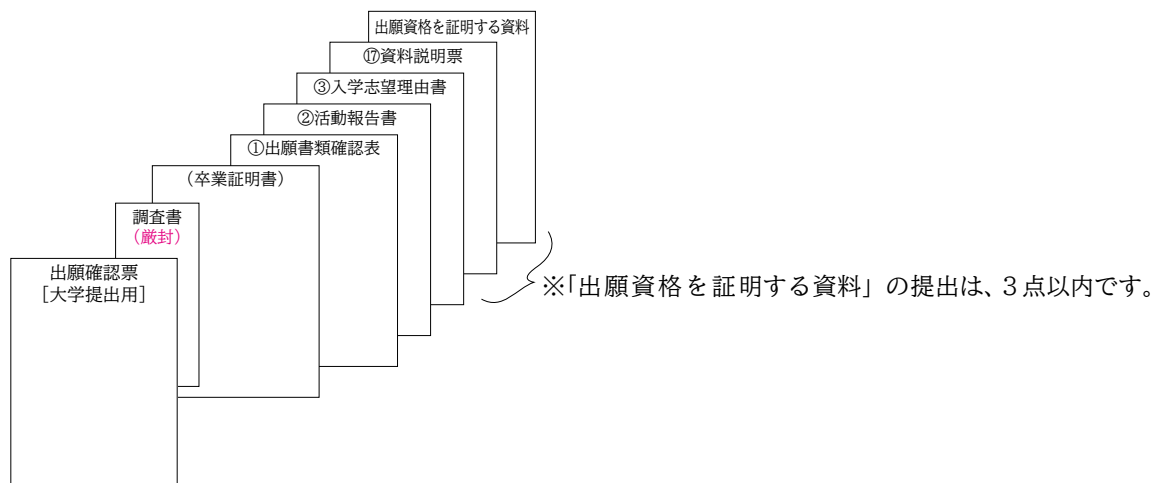 出願資格を証明する資料
⑰資料説明票
③入学志望理由書
②活動報告書
①出願書類確認表
(卒業証明書)
調査書
(厳封)
出願確認票
[大学提出用]
※「出願資格を証明する資料」の提出は、3点以内です。